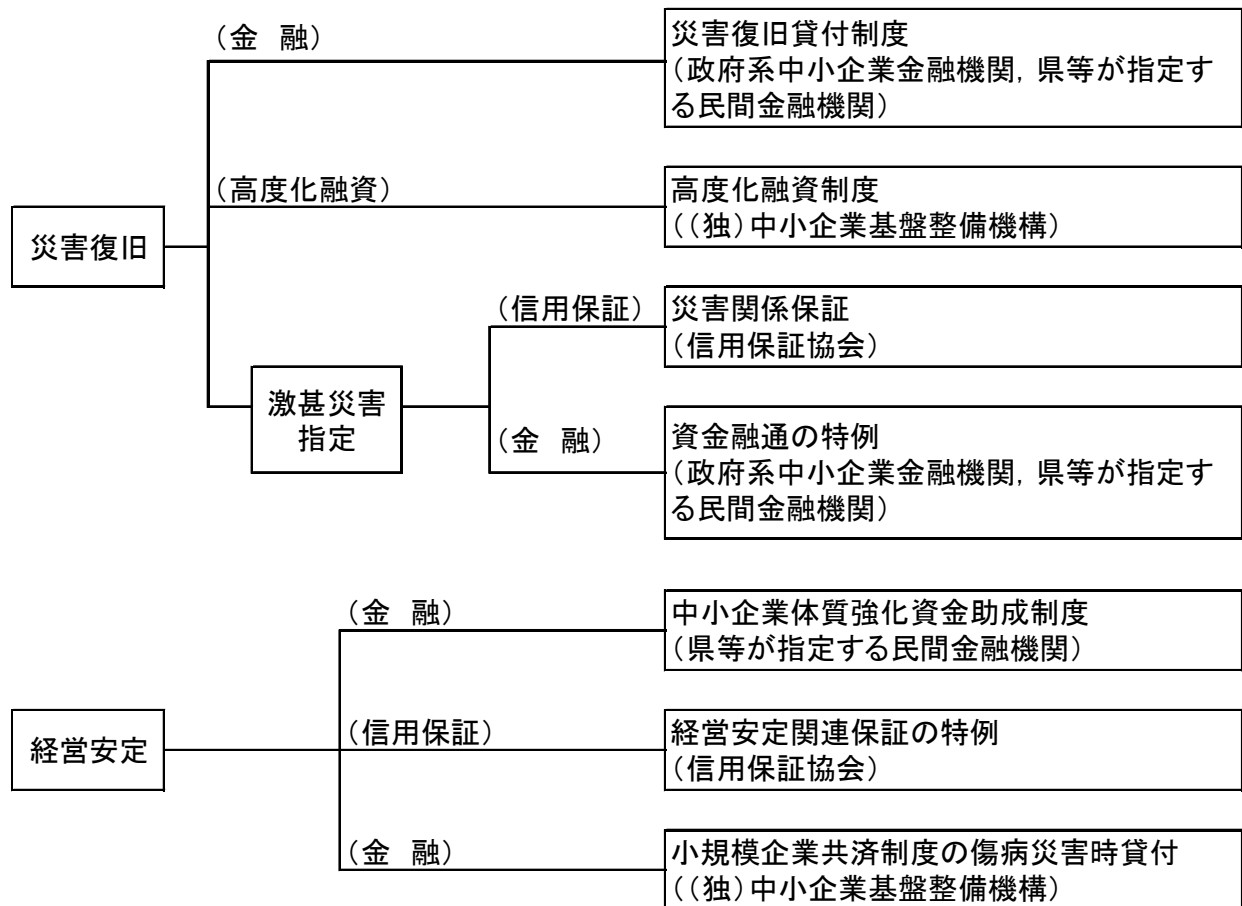 （金　融）
災害復旧貸付制度
（政府系中小企業金融機関，県等が指定す
る民間金融機関）
（高度化融資）
高度化融資制度
（（独）中小企業基盤整備機構）
災害復旧
（信用保証）
災害関係保証
（信用保証協会）
激甚災害
指定
（金　融）
資金融通の特例
（政府系中小企業金融機関，県等が指定す
る民間金融機関）
（金　融）
中小企業体質強化資金助成制度
（県等が指定する民間金融機関）
経営安定
（信用保証）
経営安定関連保証の特例
（信用保証協会）
（金　融）
小規模企業共済制度の傷病災害時貸付
（（独）中小企業基盤整備機構）